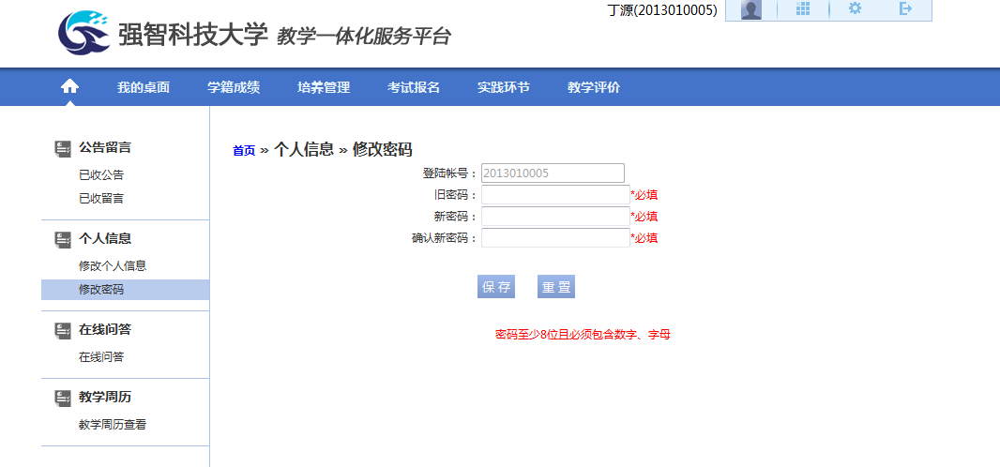 丁源(2013010005)
强智科技大学 教学一体化服务平台
我的桌面 学籍成绩 培养管理 考试报名 实践环节 教学评价
公告留言
已收公告
已收留言
个人信息
修改个人信息
修改密码
在线问答
在线问答
教学周历
教学周历查看
首页 » 个人信息 » 修改密码
登陆帐号： 2013010005
旧密码： *必填
新密码： *必填
确认新密码： *必填
保 存 重 置
密码至少8位且必须包含数字、字母